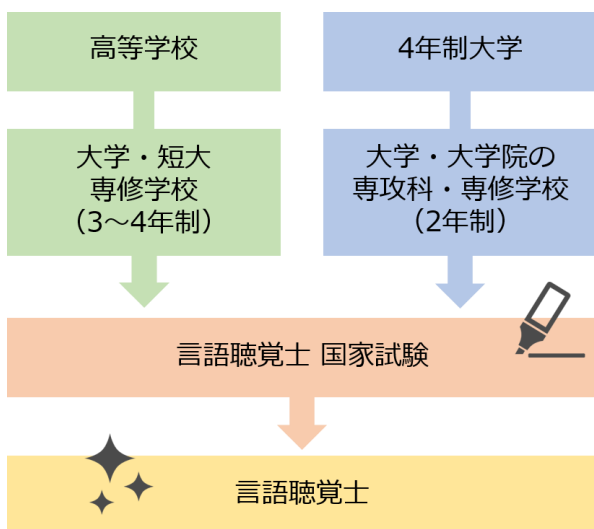 高等学校
4年制大学
大学・短大
専修学校
（3～4年制）
大学・大学院の
専攻科・専修学校
（2年制）
言語聴覚士 国家試験
言語聴覚士